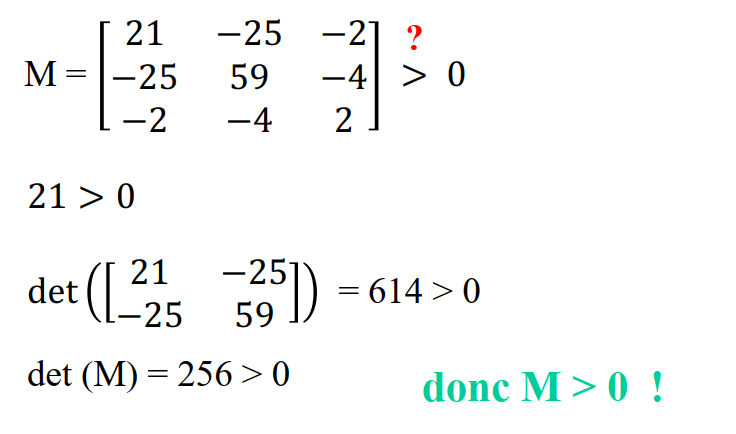 M = [ 21 −25 −2 ; −25 59 −4 ; −2 −4 2 ] ? > 0
21 > 0
det ([ 21 −25 ; −25 59 ]) = 614 > 0
det (M) = 256 > 0
donc M > 0 !